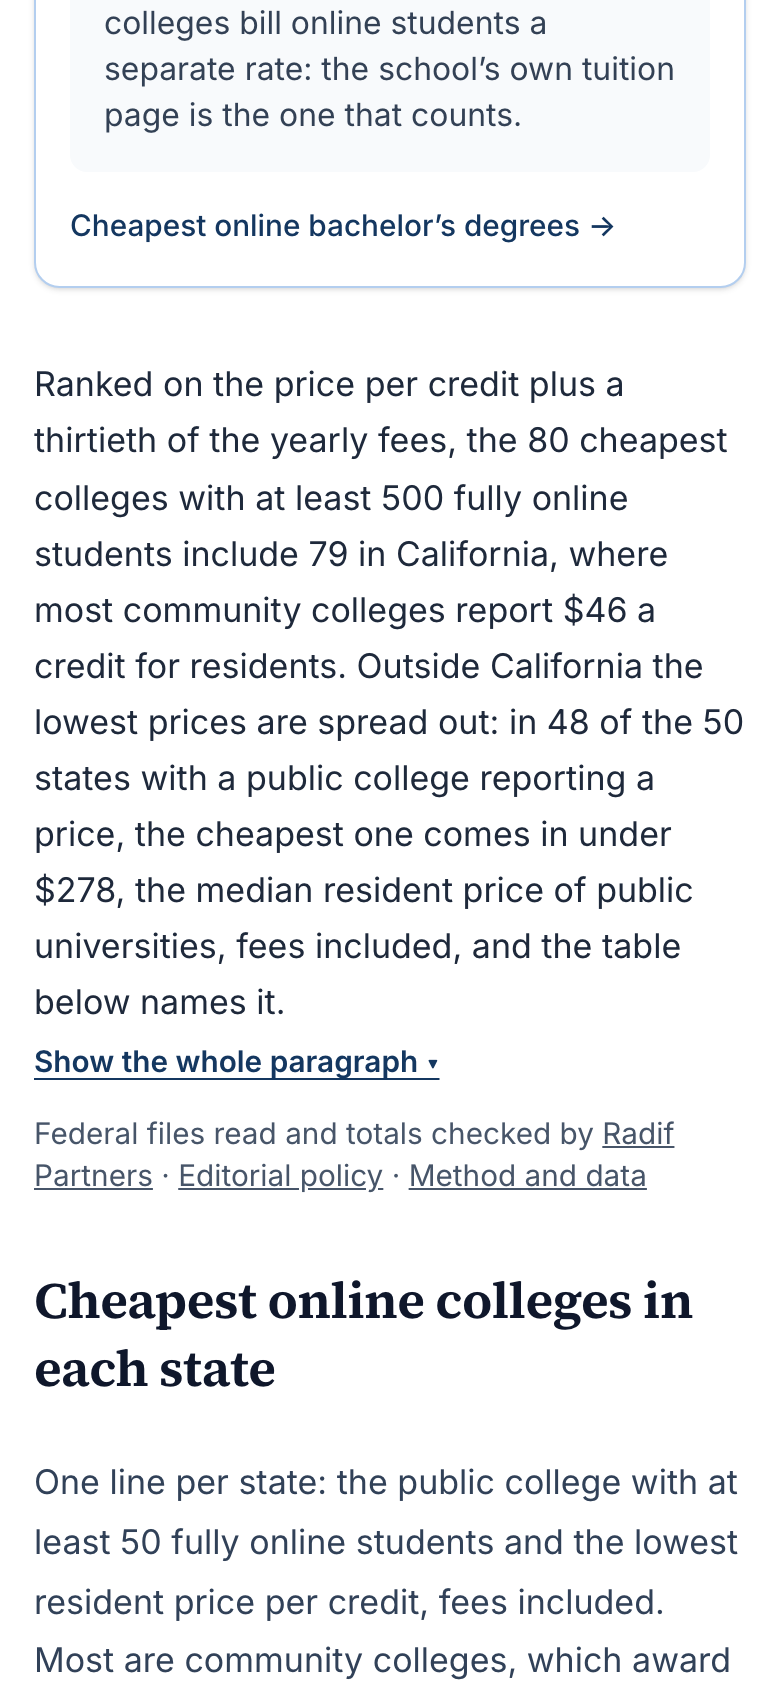 colleges bill online students a
separate rate: the school’s own tuition
page is the one that counts.
Cheapest online bachelor’s degrees →
Ranked on the price per credit plus a
thirtieth of the yearly fees, the 80 cheapest
colleges with at least 500 fully online
students include 79 in California, where
most community colleges report $46 a
credit for residents. Outside California the
lowest prices are spread out: in 48 of the 50
states with a public college reporting a
price, the cheapest one comes in under
$278, the median resident price of public
universities, fees included, and the table
below names it.
Show the whole paragraph ▾
Federal files read and totals checked by Radif
Partners · Editorial policy · Method and data
Cheapest online colleges in
each state
One line per state: the public college with at
least 50 fully online students and the lowest
resident price per credit, fees included.
Most are community colleges, which award